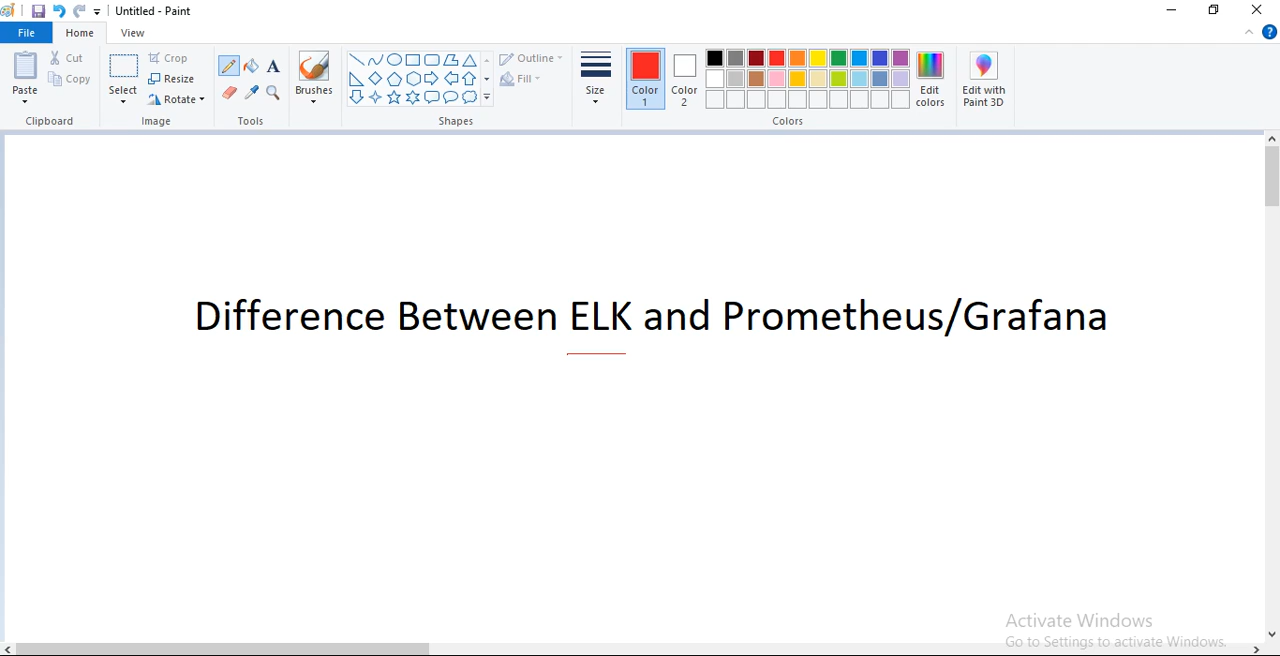 Untitled - Paint
File Home View
Paste
Cut
Copy
Clipboard
Select
Crop
Resize
Rotate
Image
A
Tools
Brushes
Outline
Fill
Shapes
Size
Color 1
Color 2
Edit colors
Colors
Edit with Paint 3D
Difference Between ELK and Prometheus/Grafana
Activate Windows
Go to Settings to activate Windows.